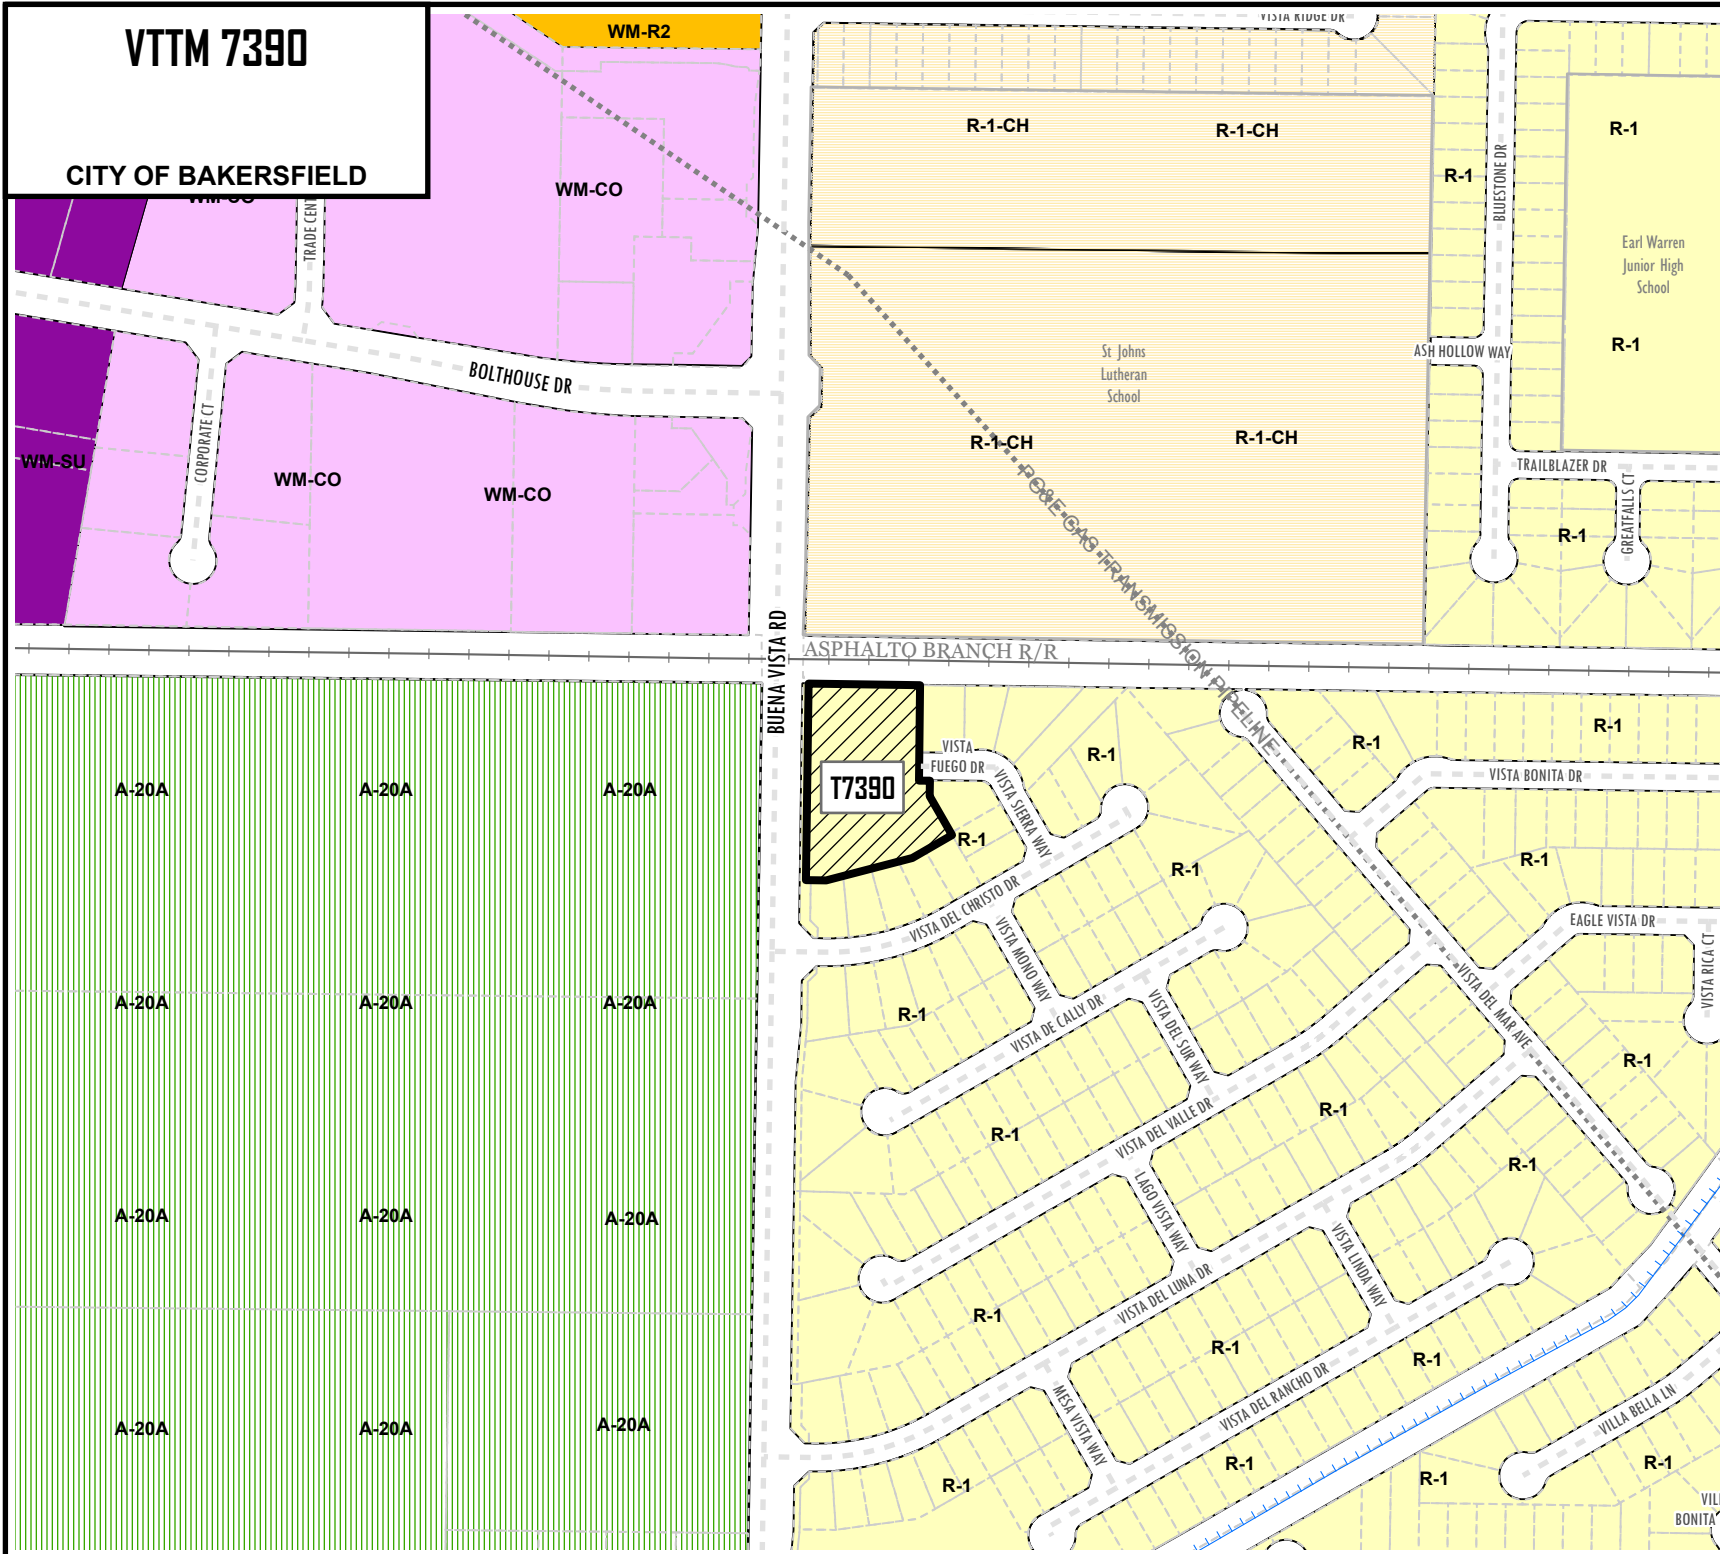 VTTM 7390
CITY OF BAKERSFIELD
WM-R2
VISTA RIDGE DR
R-1-CH
R-1-CH
R-1
R-1
WM-CO
WM-CO
BLUESTONE DR
Earl Warren
Junior High
School
R-1
ASH HOLLOW WAY
St Johns
Lutheran
School
BOLTHOUSE DR
CORPORATE CT
WM-SU
WM-CO
WM-CO
R-1-CH
R-1-CH
TRAILBLAZER DR
GREATFALLS CT
R-1
PG&E GAS TRANSMISSION PIPELINE
BUENA VISTA RD
ASPHALTO BRANCH R/R
A-20A
A-20A
A-20A
T7390
VISTA
FUEGO DR
VISTA SIERRA WAY
R-1
R-1
R-1
VISTA BONITA DR
R-1
R-1
R-1
VISTA DEL CHRISTO DR
EAGLE VISTA DR
VISTA RICA CT
VISTA MONO WAY
VISTA DE CALLY DR
VISTA DEL SUR WAY
VISTA DEL MAR AVE
A-20A
A-20A
A-20A
R-1
R-1
R-1
R-1
VISTA DEL VALLE DR
R-1
LAGO VISTA WAY
VISTA LINDA WAY
A-20A
A-20A
A-20A
VISTA DEL LUNA DR
R-1
R-1
R-1
VISTA DEL RANCHO DR
MESA VISTA WAY
VILLA BELLA LN
A-20A
A-20A
A-20A
R-1
R-1
R-1
R-1
BONITA